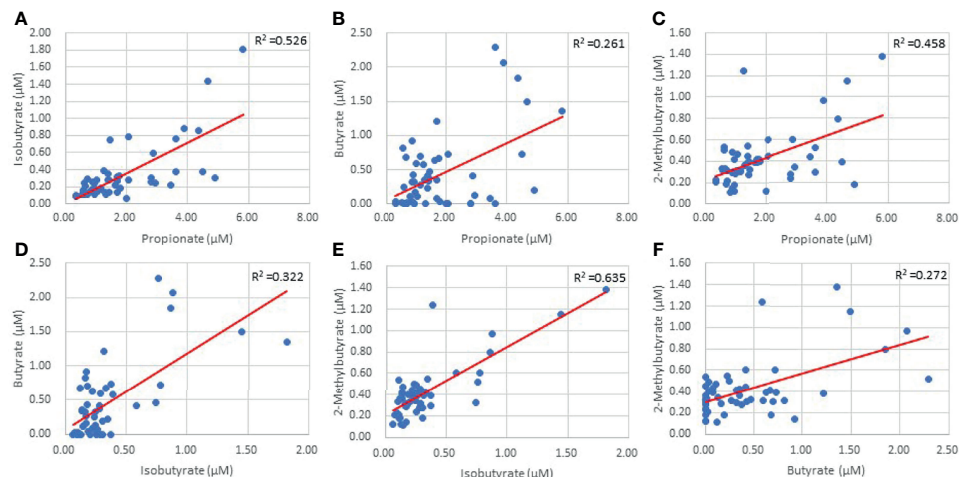 A
R² =0.526
Isobutyrate (µM)
2.00
1.80
1.60
1.40
1.20
1.00
0.80
0.60
0.40
0.20
0.00
0.00 2.00 4.00 6.00 8.00
Propionate (µM)
B
R² =0.261
Butyrate (µM)
2.50
2.00
1.50
1.00
0.50
0.00
0.00 2.00 4.00 6.00 8.00
Propionate (µM)
C
R² =0.458
2-Methylbutyrate (µM)
1.60
1.40
1.20
1.00
0.80
0.60
0.40
0.20
0.00
0.00 2.00 4.00 6.00 8.00
Propionate (µM)
D
R² =0.322
Butyrate (µM)
2.50
2.00
1.50
1.00
0.50
0.00
0.00 0.50 1.00 1.50 2.00
Isobutyrate (µM)
E
R² =0.635
2-Methylbutyrate (µM)
1.60
1.40
1.20
1.00
0.80
0.60
0.40
0.20
0.00
0.00 0.50 1.00 1.50 2.00
Isobutyrate (µM)
F
R² =0.272
2-Methylbutyrate (µM)
1.60
1.40
1.20
1.00
0.80
0.60
0.40
0.20
0.00
0.00 0.50 1.00 1.50 2.00 2.50
Butyrate (µM)